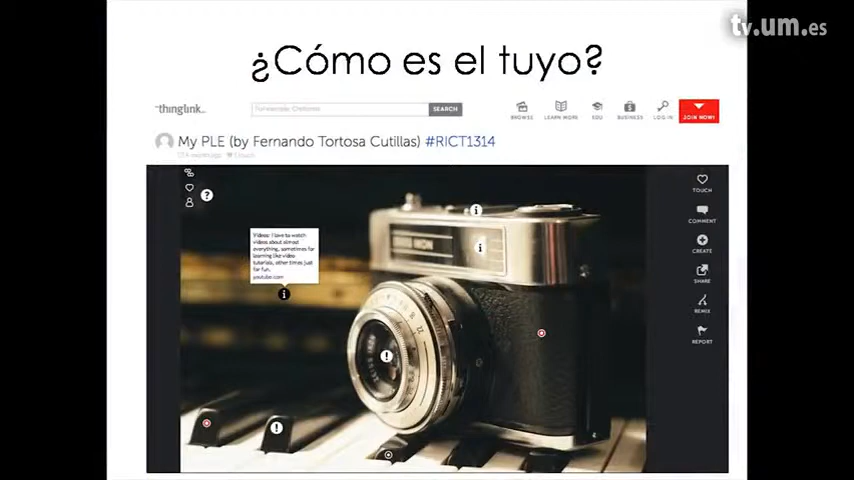 tv.um.es
¿Cómo es el tuyo?
thinglink
SEARCH
BROWSE
LEARN MORE
EDU
BUSINESS
LOG IN
JOIN NOW!
My PLE (by Fernando Tortosa Cutillas) #RICT1314
Videos: I love to watch
videos about almost
everything, sometimes for
learning like video
tutorials, other times just
for fun.
youtube.com
TOUCH
COMMENT
CREATE
SHARE
REMIX
REPORT